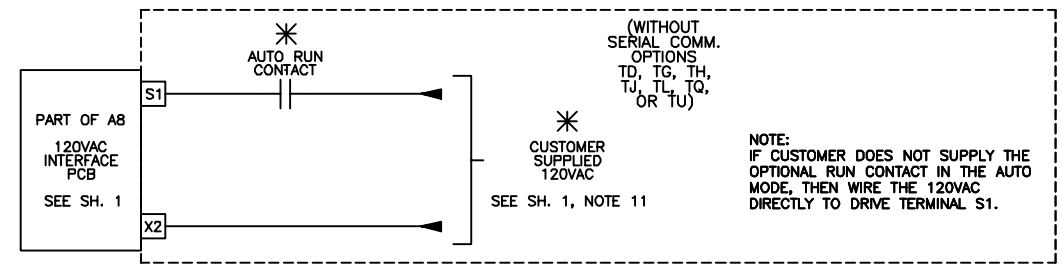 AUTO RUN
CONTACT
(WITHOUT
SERIAL COMM.
OPTIONS
TD, TG, TH,
TJ, TL, TQ,
OR TU)
S1
PART OF A8
120VAC
INTERFACE
PCB
SEE SH. 1
X2
CUSTOMER
SUPPLIED
120VAC
SEE SH. 1, NOTE 11
NOTE:
IF CUSTOMER DOES NOT SUPPLY THE
OPTIONAL RUN CONTACT IN THE AUTO
MODE, THEN WIRE THE 120VAC
DIRECTLY TO DRIVE TERMINAL S1.